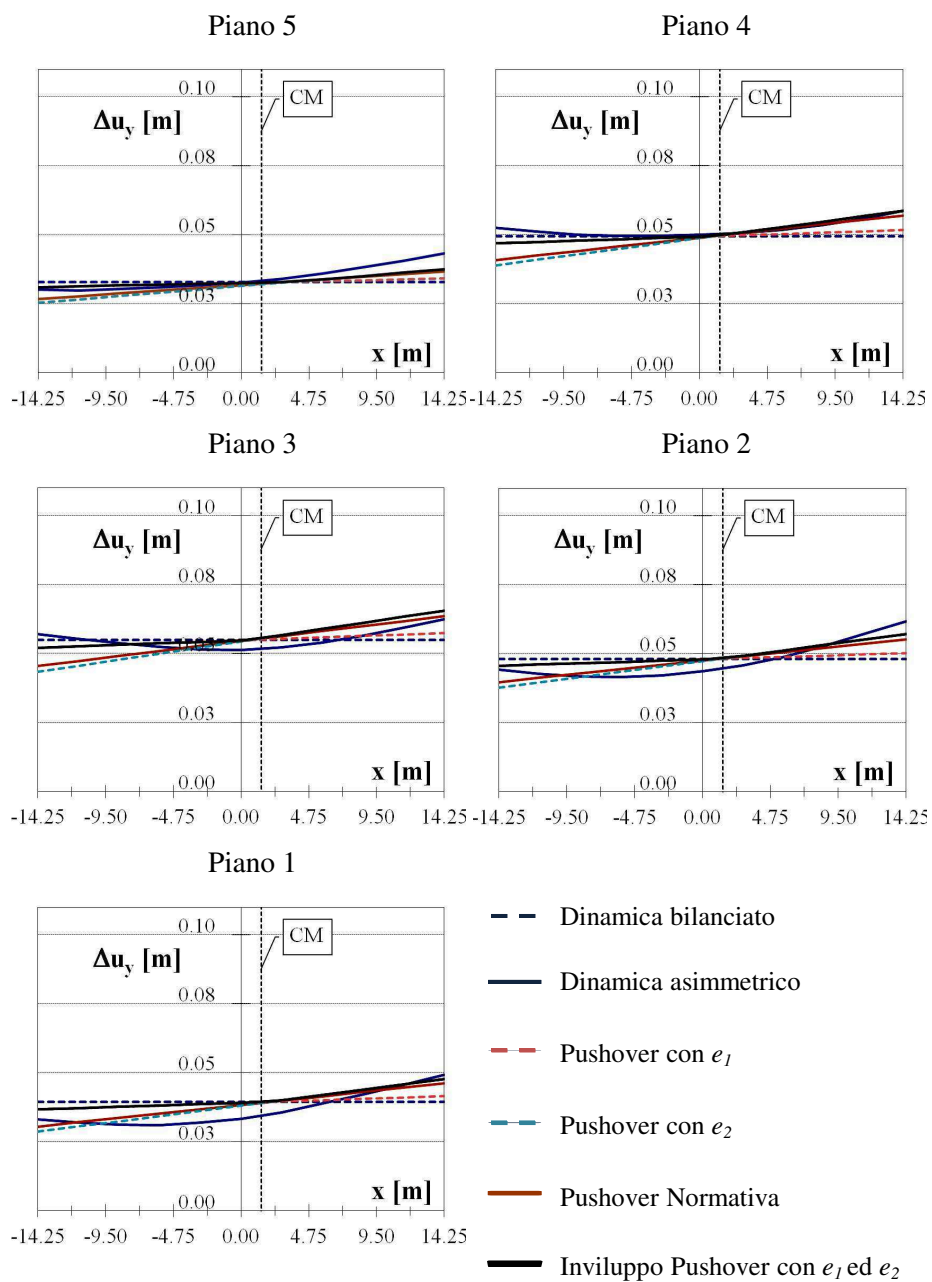 Piano 5
Piano 4
0.10
CM
Δu_y [m]
0.08
0.05
0.03
x [m]
0.00
-14.25 -9.50 -4.75 0.00 4.75 9.50 14.25
0.10
CM
Δu_y [m]
0.08
0.05
0.03
x [m]
0.00
-14.25 -9.50 -4.75 0.00 4.75 9.50 14.25
Piano 3
Piano 2
0.10
CM
Δu_y [m]
0.08
0.05
0.03
x [m]
0.00
-14.25 -9.50 -4.75 0.00 4.75 9.50 14.25
0.10
CM
Δu_y [m]
0.08
0.05
0.03
x [m]
0.00
-14.25 -9.50 -4.75 0.00 4.75 9.50 14.25
Piano 1
0.10
CM
Δu_y [m]
0.08
0.05
0.03
x [m]
0.00
-14.25 -9.50 -4.75 0.00 4.75 9.50 14.25
Dinamica bilanciato
Dinamica asimmetrico
Pushover con e₁
Pushover con e₂
Pushover Normativa
Inviluppo Pushover con e₁ ed e₂